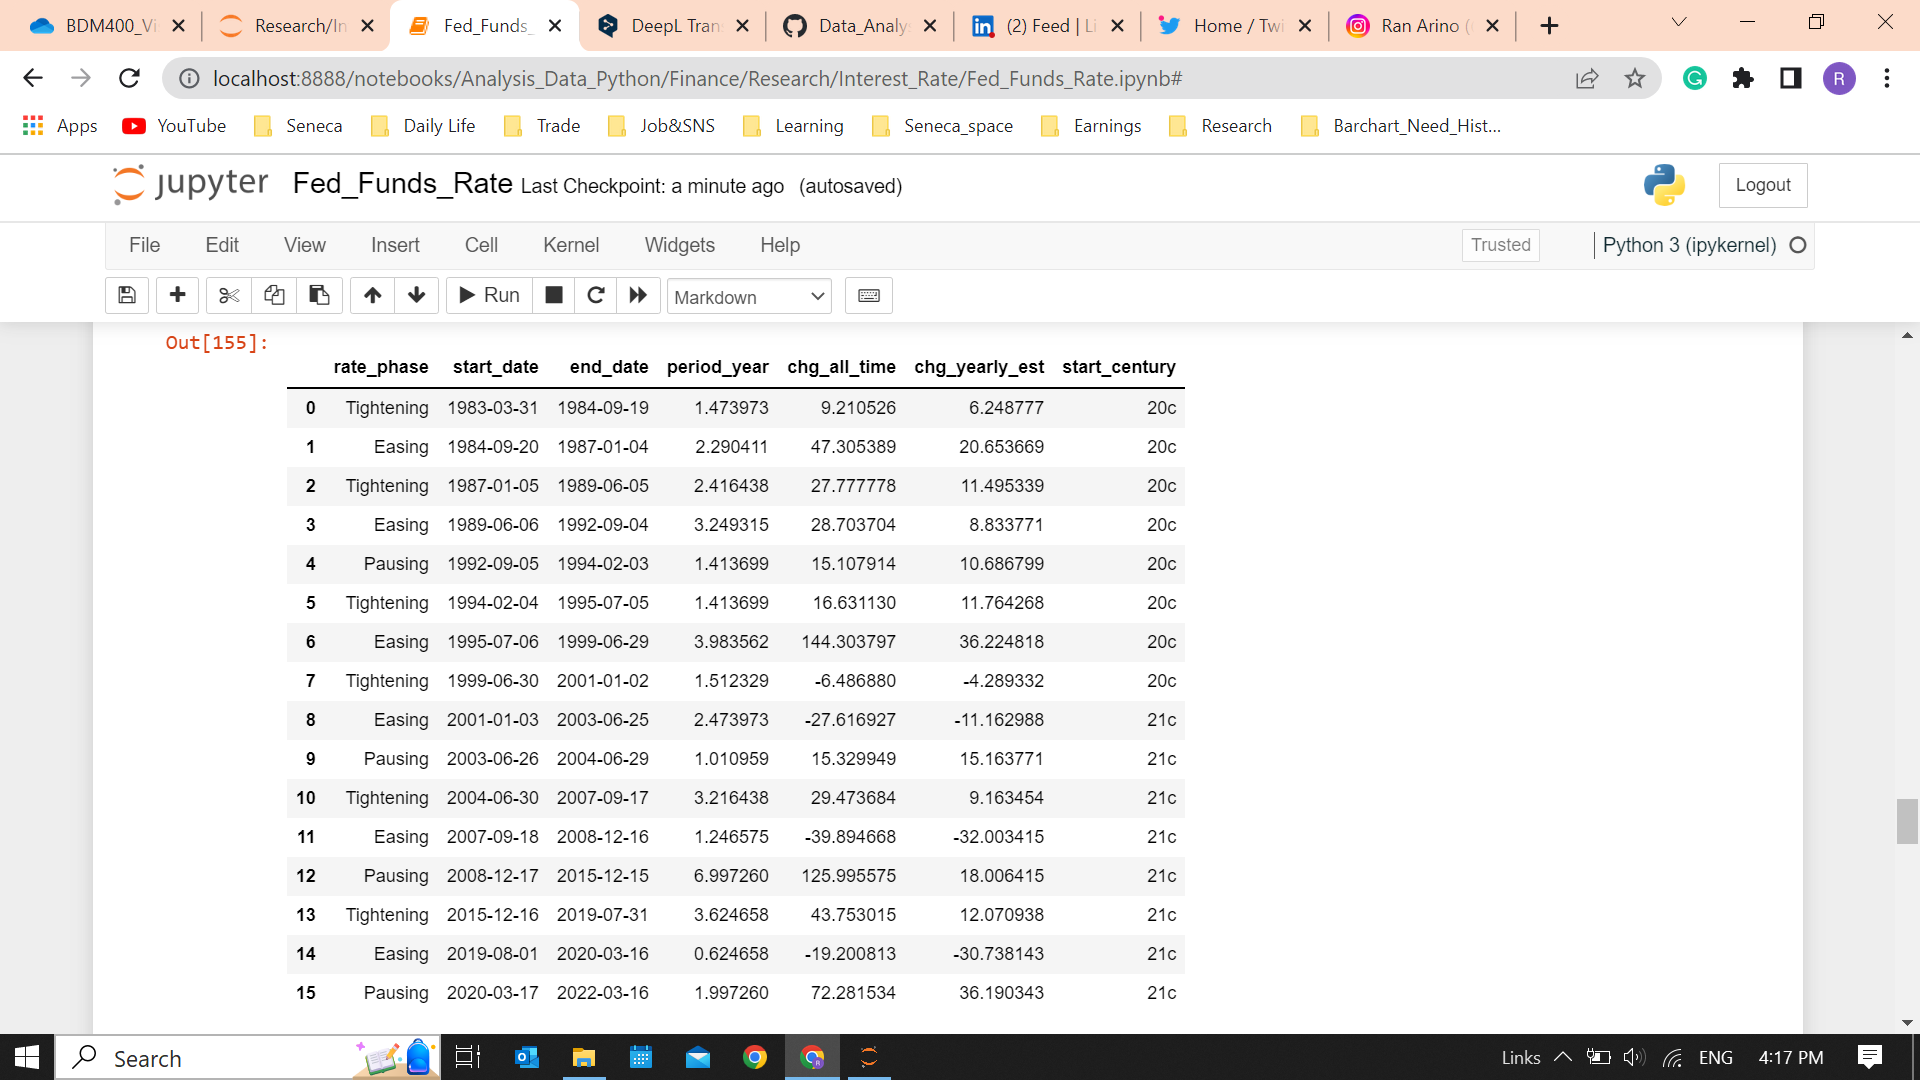 BDM400_Vi Research/In Fed_Funds_ DeepL Tran Data_Analys (2) Feed | Li Home / Twi Ran Arino (
localhost:8888/notebooks/Analysis_Data_Python/Finance/Research/Interest_Rate/Fed_Funds_Rate.ipynb# R
Apps YouTube Seneca Daily Life Trade Job&SNS Learning Seneca_space Earnings Research Barchart_Need_Hist...
jupyter Fed_Funds_Rate Last Checkpoint: a minute ago (autosaved) Logout
File Edit View Insert Cell Kernel Widgets Help Trusted Python 3 (ipykernel)
Run Markdown
Out[155]:
rate_phase start_date end_date period_year chg_all_time chg_yearly_est start_century
0 Tightening 1983-03-31 1984-09-19 1.473973 9.210526 6.248777 20c
1 Easing 1984-09-20 1987-01-04 2.290411 47.305389 20.653669 20c
2 Tightening 1987-01-05 1989-06-05 2.416438 27.777778 11.495339 20c
3 Easing 1989-06-06 1992-09-04 3.249315 28.703704 8.833771 20c
4 Pausing 1992-09-05 1994-02-03 1.413699 15.107914 10.686799 20c
5 Tightening 1994-02-04 1995-07-05 1.413699 16.631130 11.764268 20c
6 Easing 1995-07-06 1999-06-29 3.983562 144.303797 36.224818 20c
7 Tightening 1999-06-30 2001-01-02 1.512329 -6.486880 -4.289332 20c
8 Easing 2001-01-03 2003-06-25 2.473973 -27.616927 -11.162988 21c
9 Pausing 2003-06-26 2004-06-29 1.010959 15.329949 15.163771 21c
10 Tightening 2004-06-30 2007-09-17 3.216438 29.473684 9.163454 21c
11 Easing 2007-09-18 2008-12-16 1.246575 -39.894668 -32.003415 21c
12 Pausing 2008-12-17 2015-12-15 6.997260 125.995575 18.006415 21c
13 Tightening 2015-12-16 2019-07-31 3.624658 43.753015 12.070938 21c
14 Easing 2019-08-01 2020-03-16 0.624658 -19.200813 -30.738143 21c
15 Pausing 2020-03-17 2022-03-16 1.997260 72.281534 36.190343 21c
Search Links ENG 4:17 PM